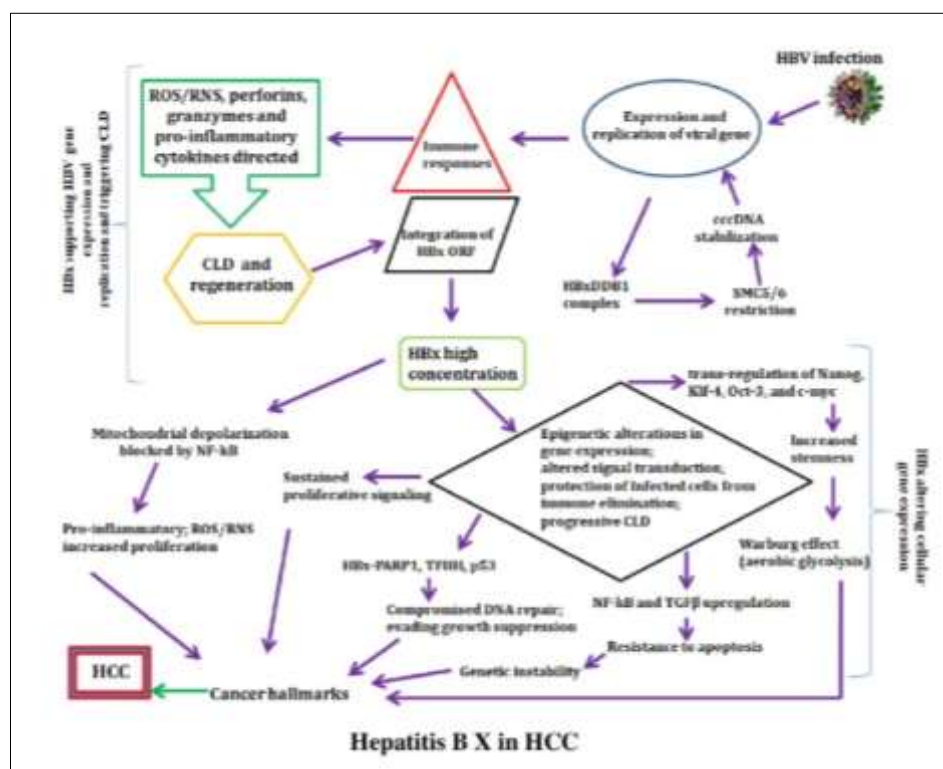 HBV infection
ROS/RNS, perforins,
granzymes and
pro-inflammatory
cytokines directed
Immune
responses
Expression and
replication of viral gene
HBx supporting HBV gene
expression and
replication and triggering CLD
CLD and
regeneration
Integration of
HBx ORF
cccDNA
stabilization
HBxDDB1
complex
SMC5/6
restriction
HBx high
concentration
trans-regulation of Nanog,
Klf-4, Oct-3, and c-myc
Mitochondrial depolarization
blocked by NF-kB
Sustained
proliferative signaling
Epigenetic alterations in
gene expression;
altered signal transduction;
protection of Infected cells from
immune elimination;
progressive CLD
Increased
stemness
HBx altering cellular
gene expression
Pro-inflammatory; ROS/RNS
increased proliferation
Warburg effect
(aerobic glycolysis)
HBx-PARP1, TFIIH, p53
NF-kB and TGFβ upregulation
Compromised DNA repair;
evading growth suppression
Resistance to apoptosis
Genetic instability
HCC
Cancer hallmarks
Hepatitis B X in HCC